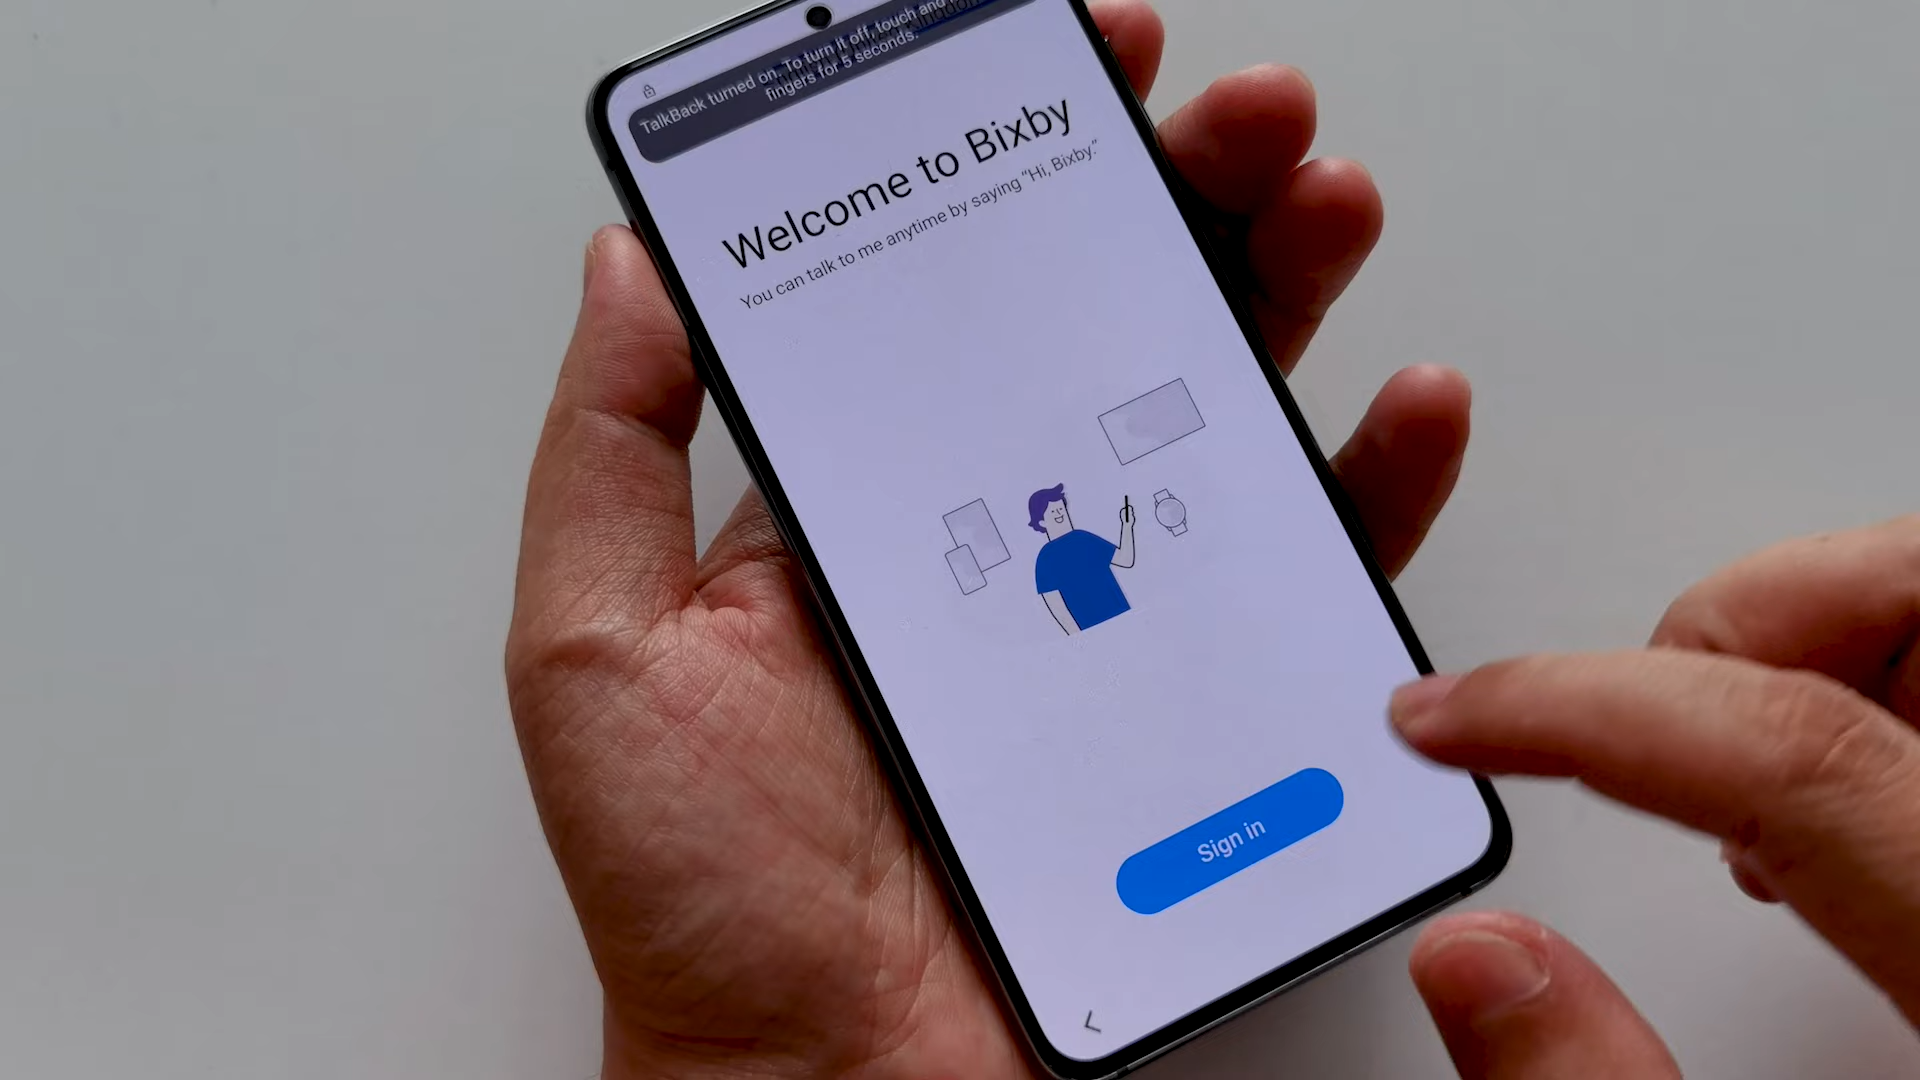 TalkBack turned on. To turn it off, touch and
fingers for 5 seconds.
Welcome to Bixby
You can talk to me anytime by saying "Hi, Bixby."
Sign in